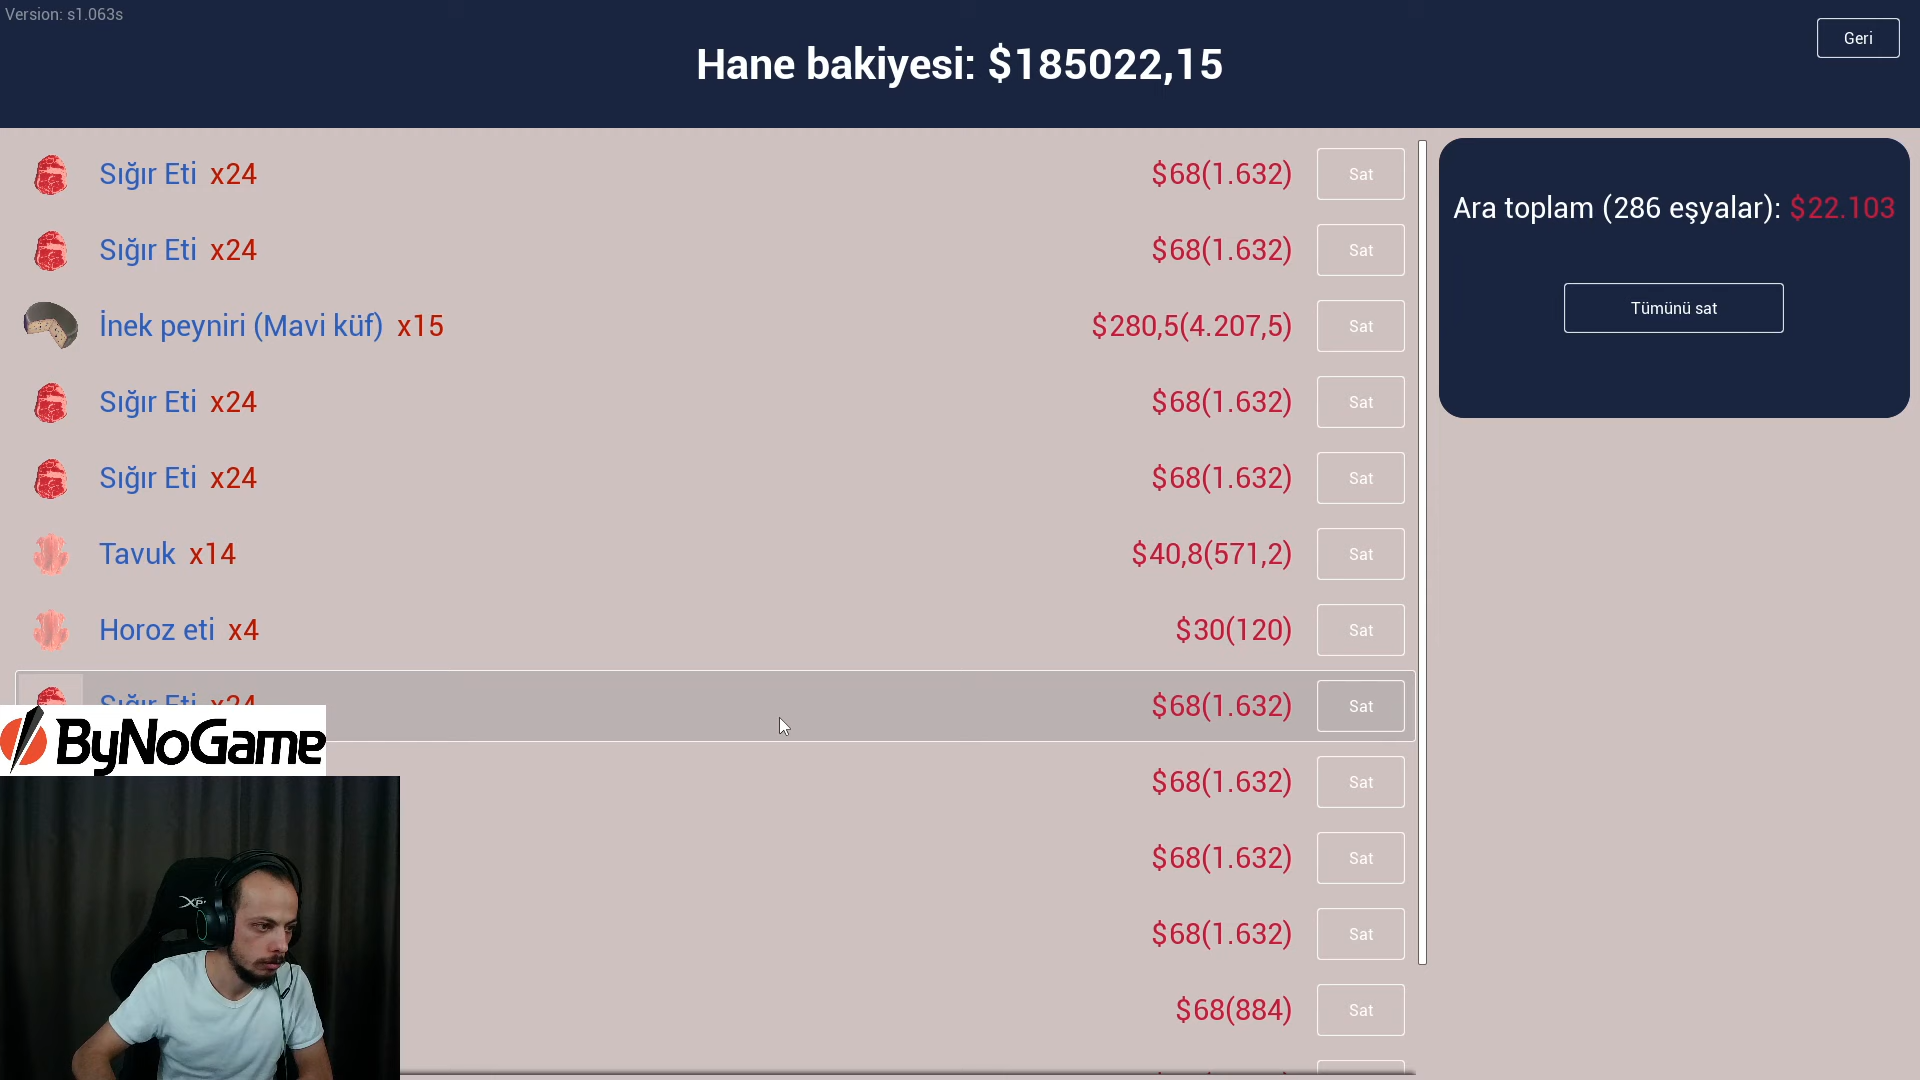 Version: s1.063s
Hane bakiyesi: $185022,15
Geri
Sığır Eti x24 $68(1.632) Sat
Sığır Eti x24 $68(1.632) Sat
İnek peyniri (Mavi küf) x15 $280,5(4.207,5) Sat
Sığır Eti x24 $68(1.632) Sat
Sığır Eti x24 $68(1.632) Sat
Tavuk x14 $40,8(571,2) Sat
Horoz eti x4 $30(120) Sat
Sığır Eti x24 $68(1.632) Sat
$68(1.632) Sat
$68(1.632) Sat
$68(1.632) Sat
$68(884) Sat
Ara toplam (286 eşyalar): $22.103
Tümünü sat
ByNoGame